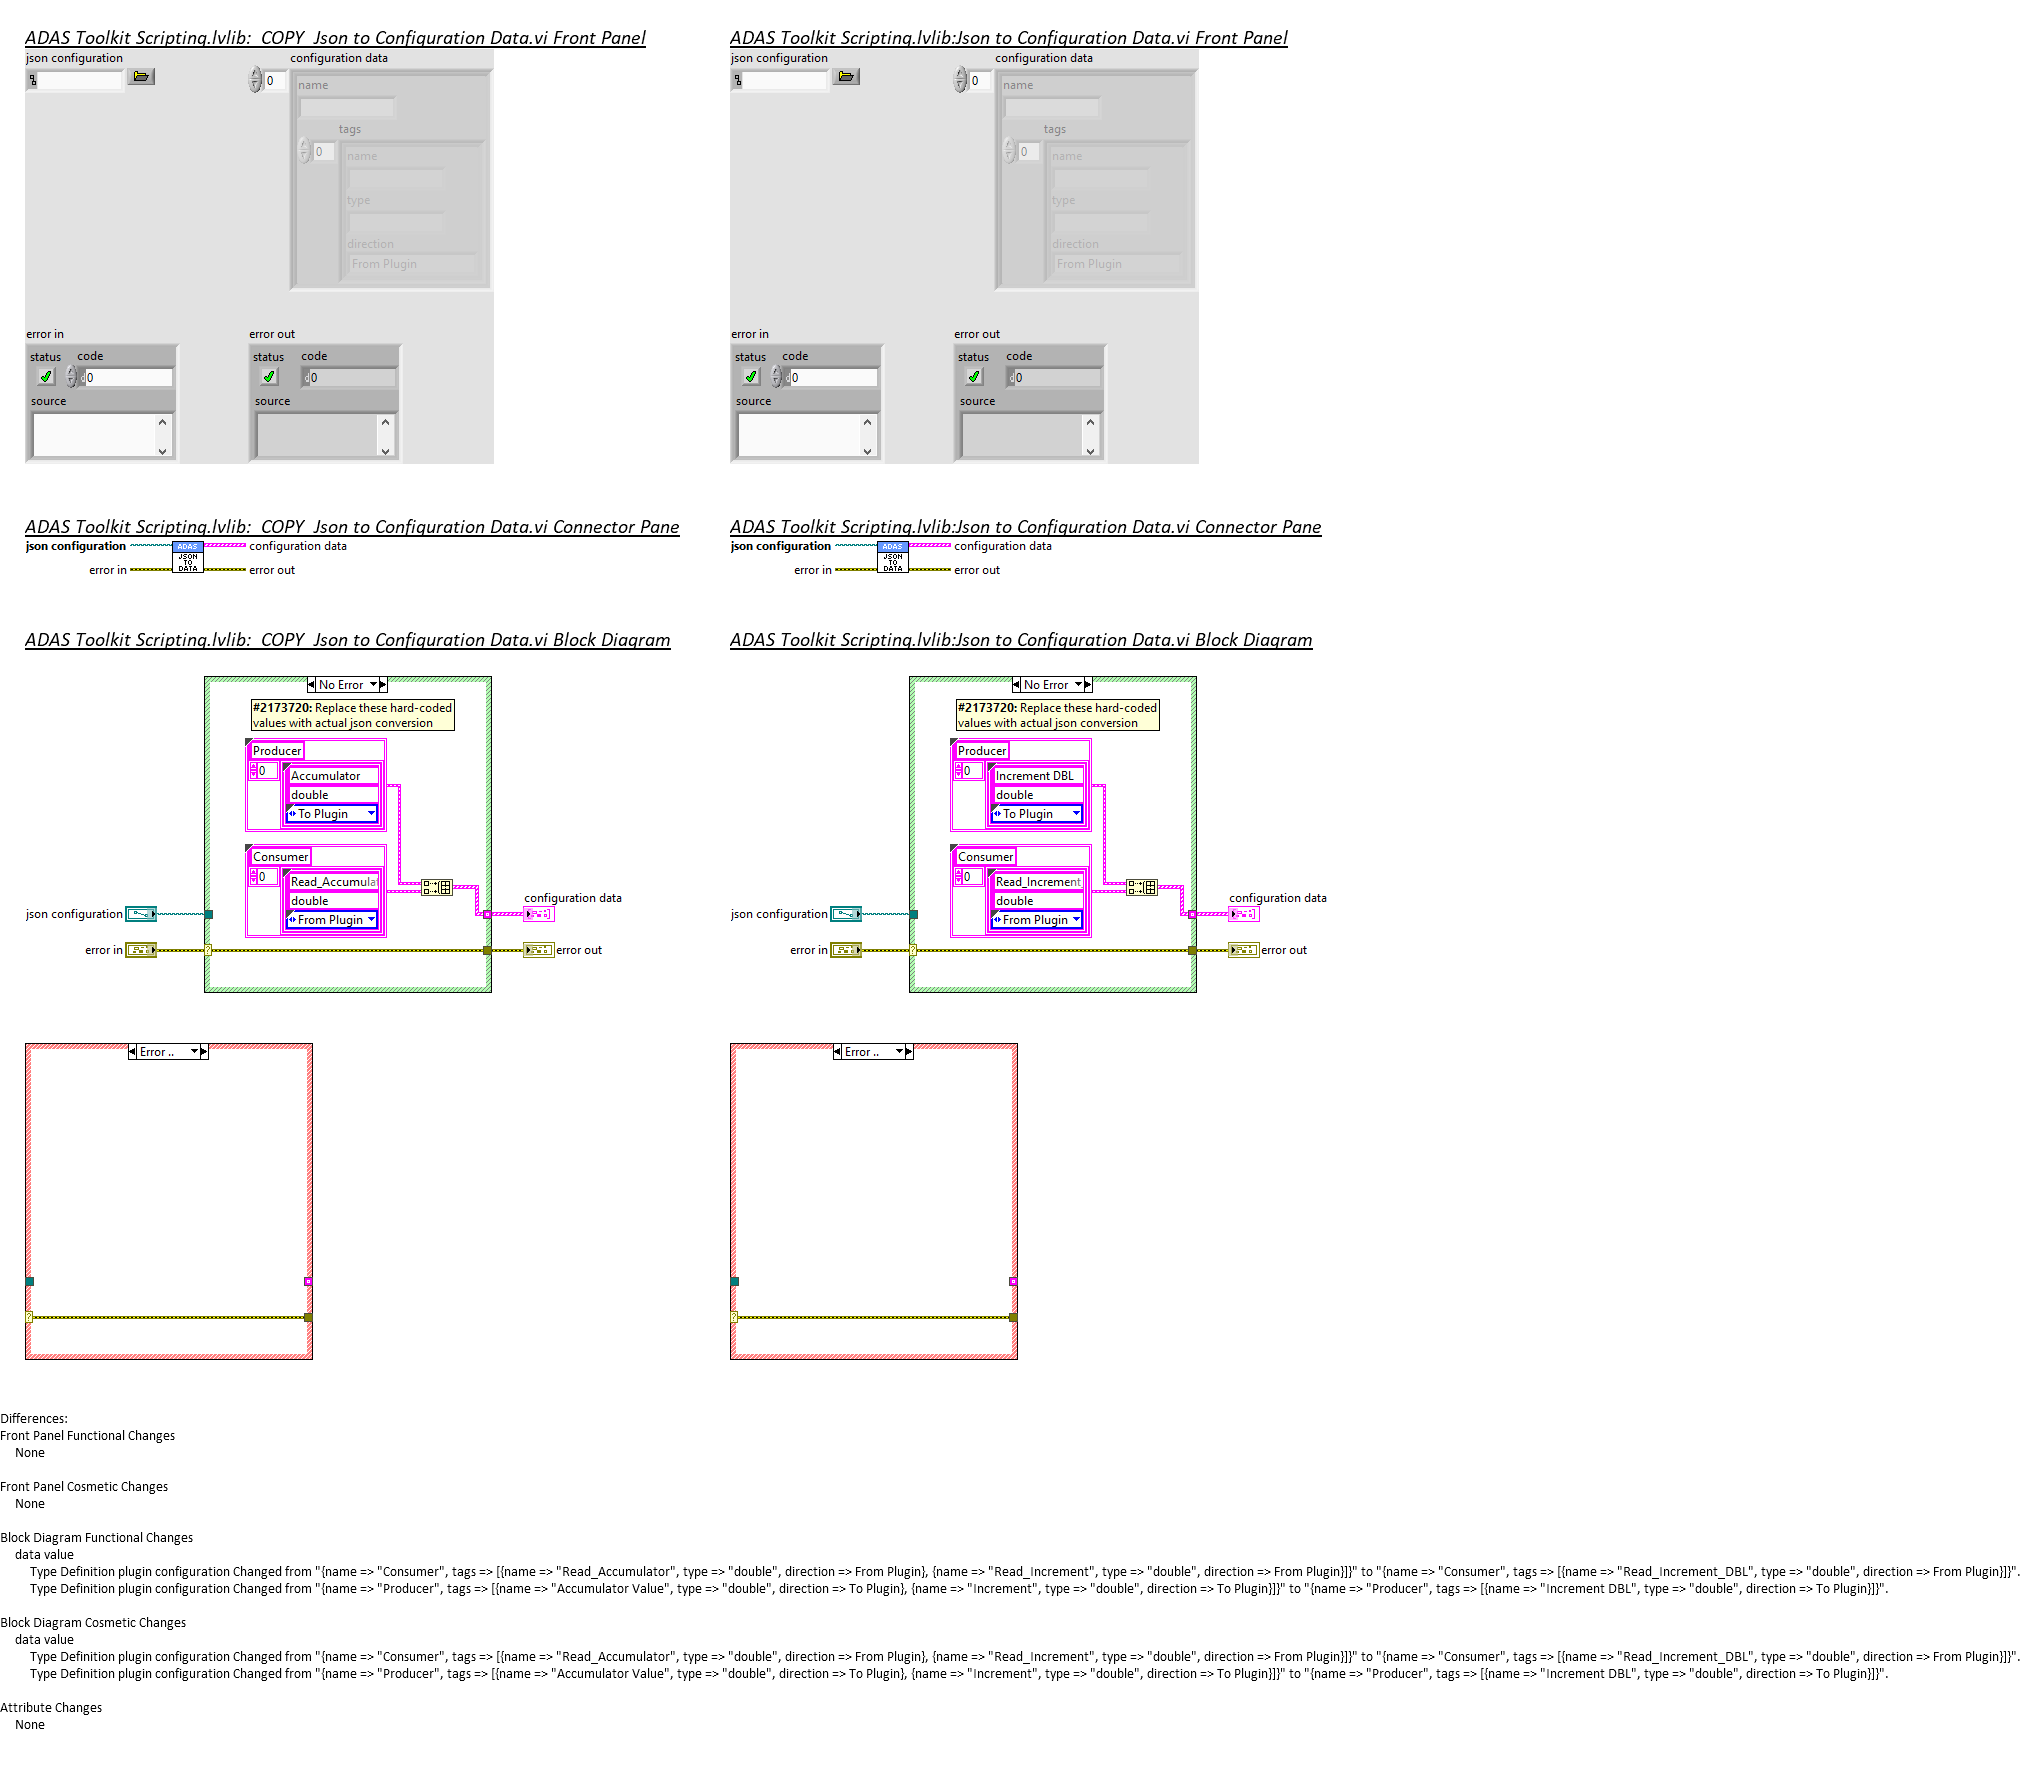 ADAS Toolkit Scripting.lvlib:  COPY  Json to Configuration Data.vi Front Panel
json configuration
configuration data
0
name
tags
0
name
type
direction
From Plugin
error in
status
code
0
source
error out
status
code
0
source
ADAS Toolkit Scripting.lvlib:Json to Configuration Data.vi Front Panel
json configuration
configuration data
0
name
tags
0
name
type
direction
From Plugin
error in
status
code
0
source
error out
status
code
0
source
ADAS Toolkit Scripting.lvlib:  COPY  Json to Configuration Data.vi Connector Pane
json configuration
ADAS
JSON
TO
DATA
configuration data
error in
error out
ADAS Toolkit Scripting.lvlib:Json to Configuration Data.vi Connector Pane
json configuration
ADAS
JSON
TO
DATA
configuration data
error in
error out
ADAS Toolkit Scripting.lvlib:  COPY  Json to Configuration Data.vi Block Diagram
No Error
#2173720: Replace these hard-coded
values with actual json conversion
Producer
0
Accumulator
double
To Plugin
Consumer
0
Read_Accumulat
double
From Plugin
json configuration
configuration data
error in
error out
Error ..
ADAS Toolkit Scripting.lvlib:Json to Configuration Data.vi Block Diagram
No Error
#2173720: Replace these hard-coded
values with actual json conversion
Producer
0
Increment DBL
double
To Plugin
Consumer
0
Read_Increment
double
From Plugin
json configuration
configuration data
error in
error out
Error ..
Differences:
Front Panel Functional Changes
None
Front Panel Cosmetic Changes
None
Block Diagram Functional Changes
data value
Type Definition plugin configuration Changed from "{name => "Consumer", tags => [{name => "Read_Accumulator", type => "double", direction => From Plugin}, {name => "Read_Increment", type => "double", direction => From Plugin}]}" to "{name => "Consumer", tags => [{name => "Read_Increment_DBL", type => "double", direction => From Plugin}]}".
Type Definition plugin configuration Changed from "{name => "Producer", tags => [{name => "Accumulator Value", type => "double", direction => To Plugin}, {name => "Increment", type => "double", direction => To Plugin}]}" to "{name => "Producer", tags => [{name => "Increment DBL", type => "double", direction => To Plugin}]}".
Block Diagram Cosmetic Changes
data value
Type Definition plugin configuration Changed from "{name => "Consumer", tags => [{name => "Read_Accumulator", type => "double", direction => From Plugin}, {name => "Read_Increment", type => "double", direction => From Plugin}]}" to "{name => "Consumer", tags => [{name => "Read_Increment_DBL", type => "double", direction => From Plugin}]}".
Type Definition plugin configuration Changed from "{name => "Producer", tags => [{name => "Accumulator Value", type => "double", direction => To Plugin}, {name => "Increment", type => "double", direction => To Plugin}]}" to "{name => "Producer", tags => [{name => "Increment DBL", type => "double", direction => To Plugin}]}".
Attribute Changes
None